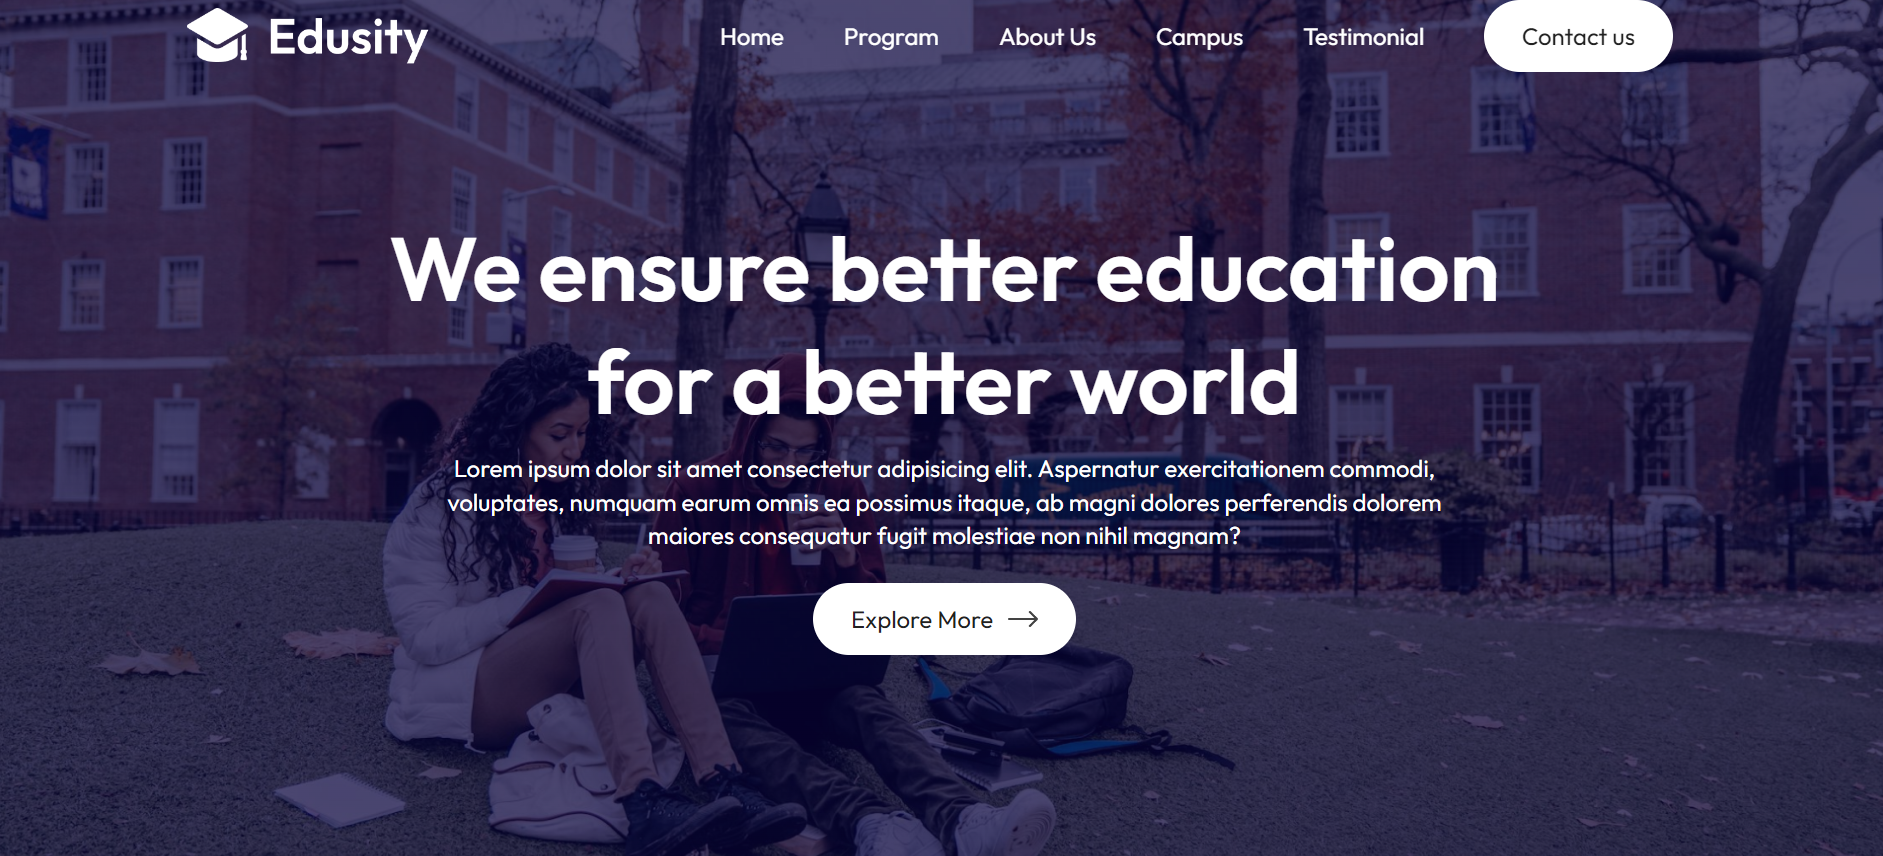 Edusity
Home Program About Us Campus Testimonial Contact us
We ensure better education
for a better world
Lorem ipsum dolor sit amet consectetur adipisicing elit. Aspernatur exercitationem commodi,
voluptates, numquam earum omnis ea possimus itaque, ab magni dolores perferendis dolorem
maiores consequatur fugit molestiae non nihil magnam?
Explore More